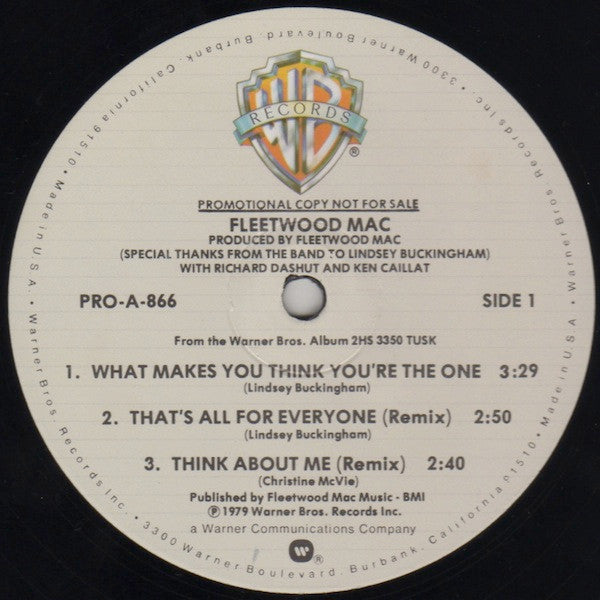 WB
RECORDS
®
PROMOTIONAL COPY NOT FOR SALE
FLEETWOOD MAC
PRODUCED BY FLEETWOOD MAC
(SPECIAL THANKS FROM THE BAND TO LINDSEY BUCKINGHAM)
WITH RICHARD DASHUT AND KEN CAILLAT
PRO-A-866
SIDE 1
From the Warner Bros. Album 2HS 3350 TUSK
1. WHAT MAKES YOU THINK YOU'RE THE ONE 3:29
(Lindsey Buckingham)
2. THAT'S ALL FOR EVERYONE (Remix) 2:50
(Lindsey Buckingham)
3. THINK ABOUT ME (Remix) 2:40
(Christine McVie)
Published by Fleetwood Mac Music - BMI
℗ 1979 Warner Bros. Records Inc.
a Warner Communications Company
Warner Bros. Records Inc. • 3300 Warner Boulevard. Burbank. California 91510 • Made in U.S.A. •
Warner Bros. Records Inc. • 3300 Warner Boulevard. Burbank. California 91510 • Made in U.S.A. •